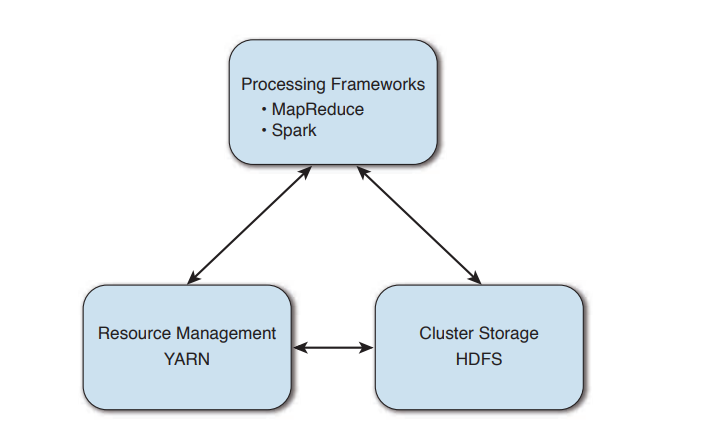 Processing Frameworks
• MapReduce
• Spark
Resource Management
YARN
Cluster Storage
HDFS